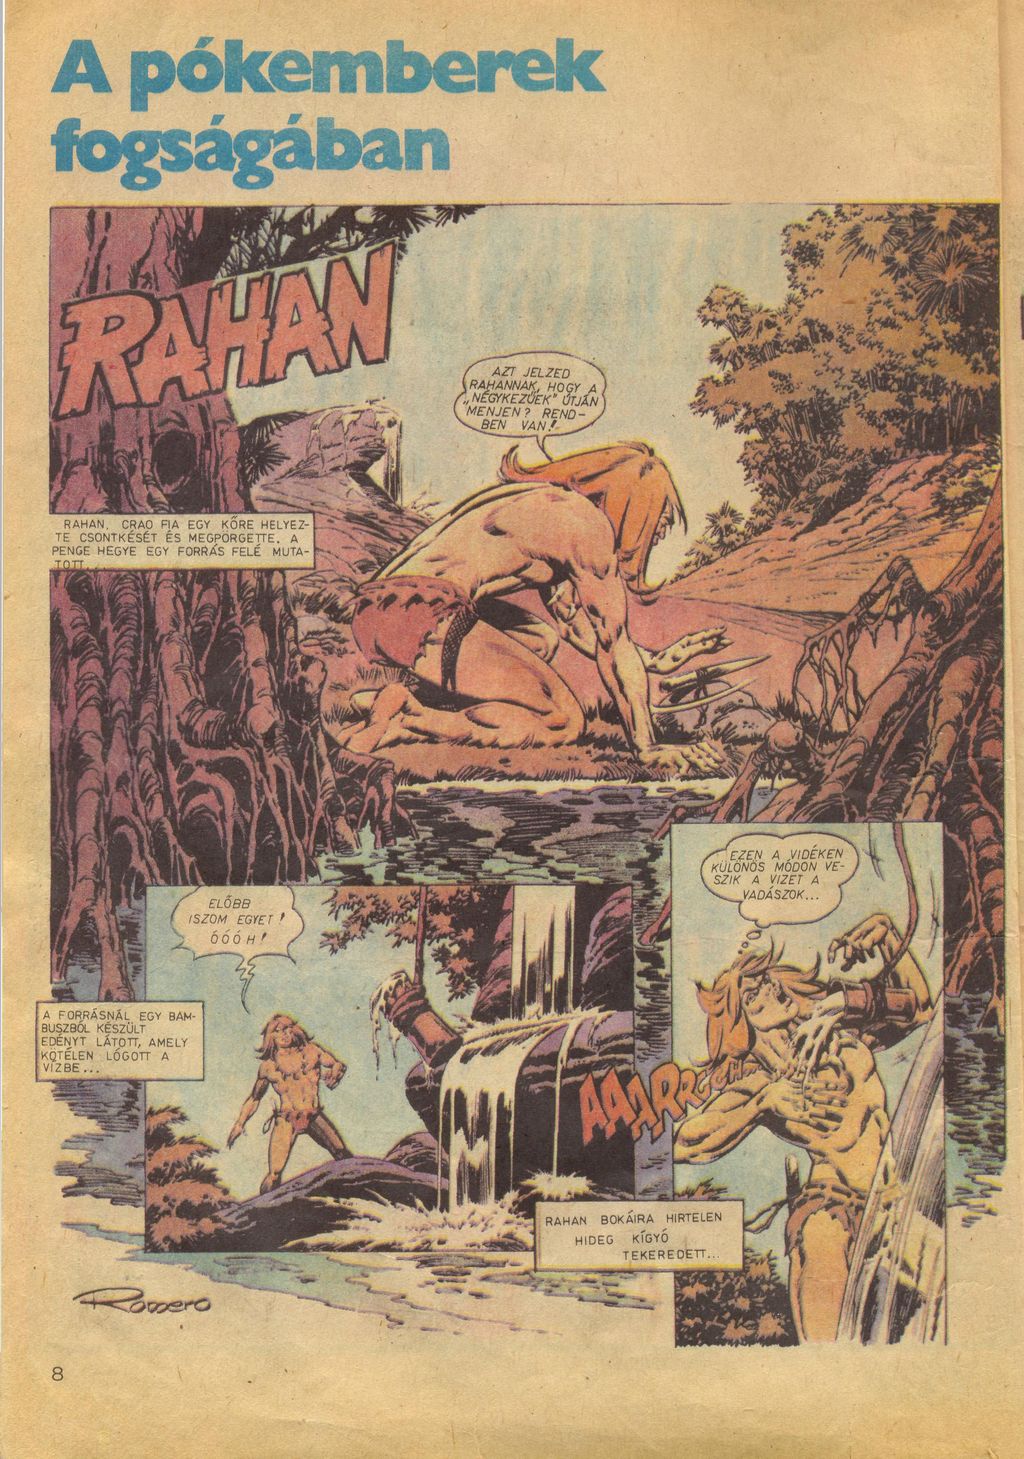 A pókemberek
fogságában
RAHAN
AZT JELZED
RAHANNAK, HOGY A
„NÉGYKEZŰEK" ÚTJÁN
MENJEN? REND-
BEN VAN!
RAHAN, CRAO FIA EGY KŐRE HELYEZ-
TE CSONTKÉSÉT ÉS MEGPÖRGETTE. A
PENGE HEGYE EGY FORRÁS FELÉ MUTA-
TOTT...
ELŐBB
ISZOM EGYET!
ÓÓÓH!
A FORRÁSNÁL EGY BAM-
BUSZBÓL KÉSZÜLT
EDÉNYT LÁTOTT, AMELY
KÖTÉLEN LÓGOTT A
VÍZBE...
EZEN A VIDÉKEN
KÜLÖNÖS MÓDON VE-
SZIK A VIZET A
VADÁSZOK...
AAARRGGHH...
RAHAN BOKÁIRA HIRTELEN
HIDEG KÍGYÓ
TEKEREDETT...
Romero
8